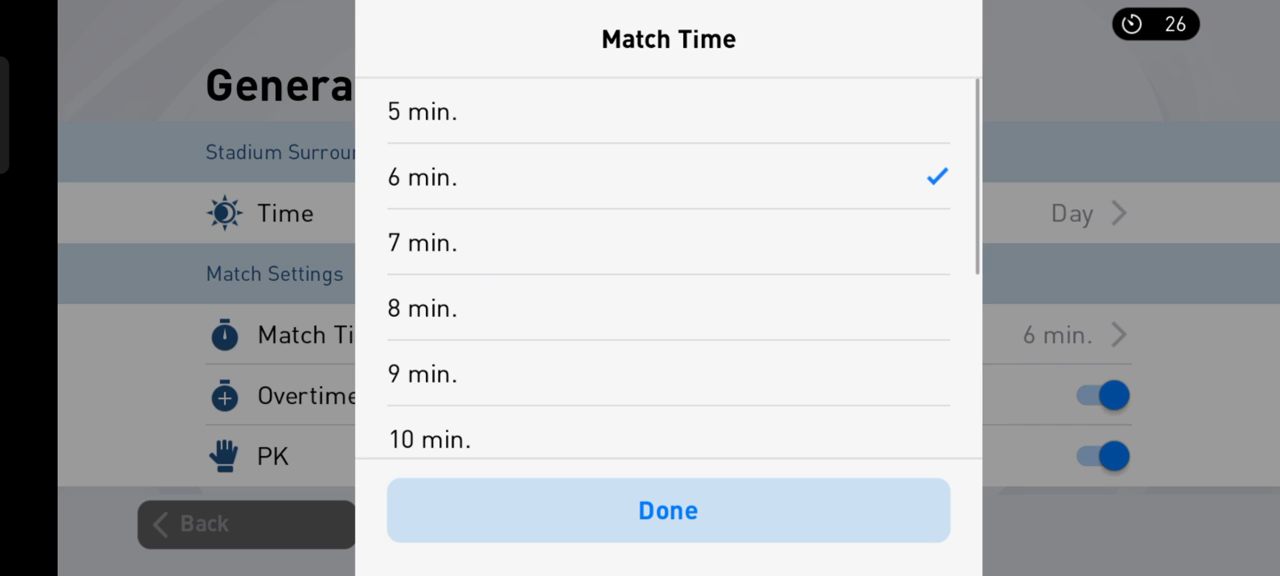 Match Time
26
Genera
Stadium Surrou
Time
Day
Match Settings
Match Ti
6 min.
Overtime
PK
Back
5 min.
6 min.
7 min.
8 min.
9 min.
10 min.
Done